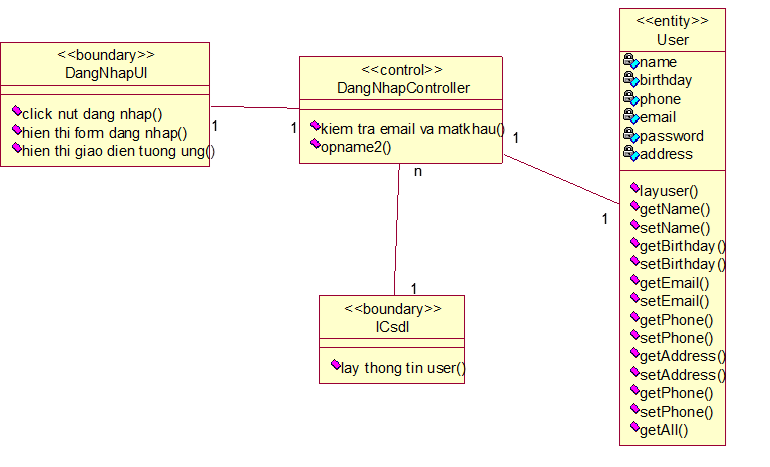 <<boundary>>
DangNhapUI
click nut dang nhap()
hien thi form dang nhap()
hien thi giao dien tuong ung()
1
1
<<control>>
DangNhapController
kiem tra email va matkhau()
opname2()
n
1
1
1
<<boundary>>
ICsdl
lay thong tin user()
<<entity>>
User
name
birthday
phone
email
password
address
layuser()
getName()
setName()
getBirthday()
setBirthday()
getEmail()
setEmail()
getPhone()
setPhone()
getAddress()
setAddress()
getPhone()
setPhone()
getAll()